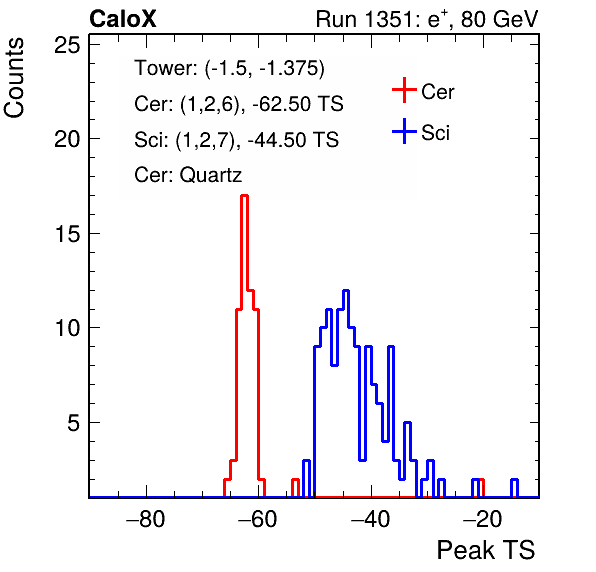 CaloX Run 1351: e⁺, 80 GeV
Counts
25
20
15
10
5
Tower: (-1.5, -1.375)
Cer: (1,2,6), -62.50 TS
Sci: (1,2,7), -44.50 TS
Cer: Quartz
Cer
Sci
−80 −60 −40 −20
Peak TS